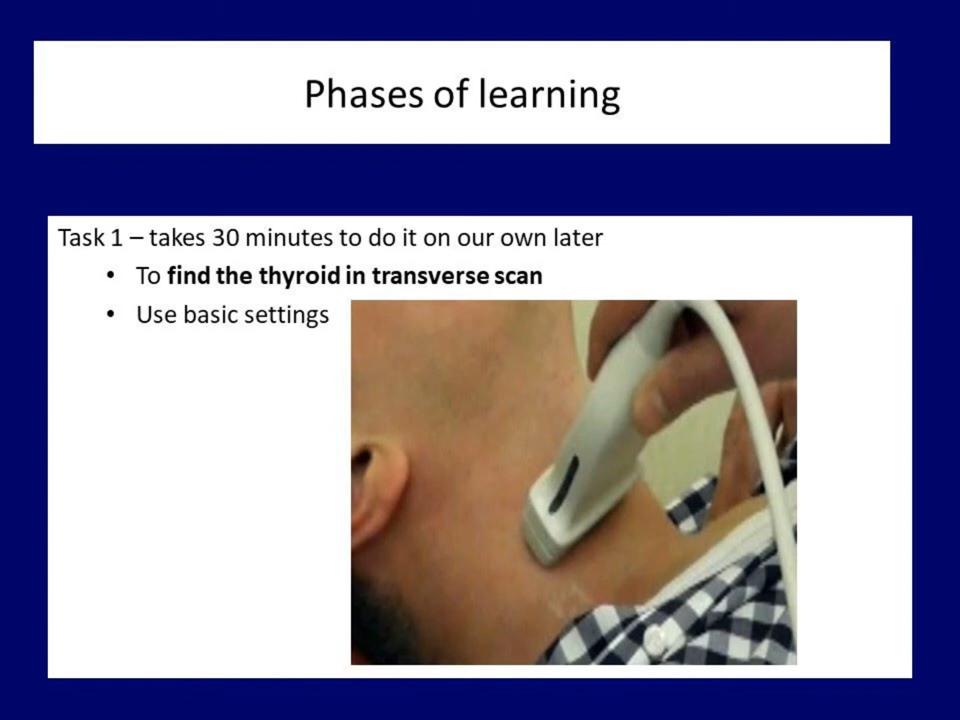 Phases of learning
Task 1 – takes 30 minutes to do it on our own later
• To find the thyroid in transverse scan
• Use basic settings